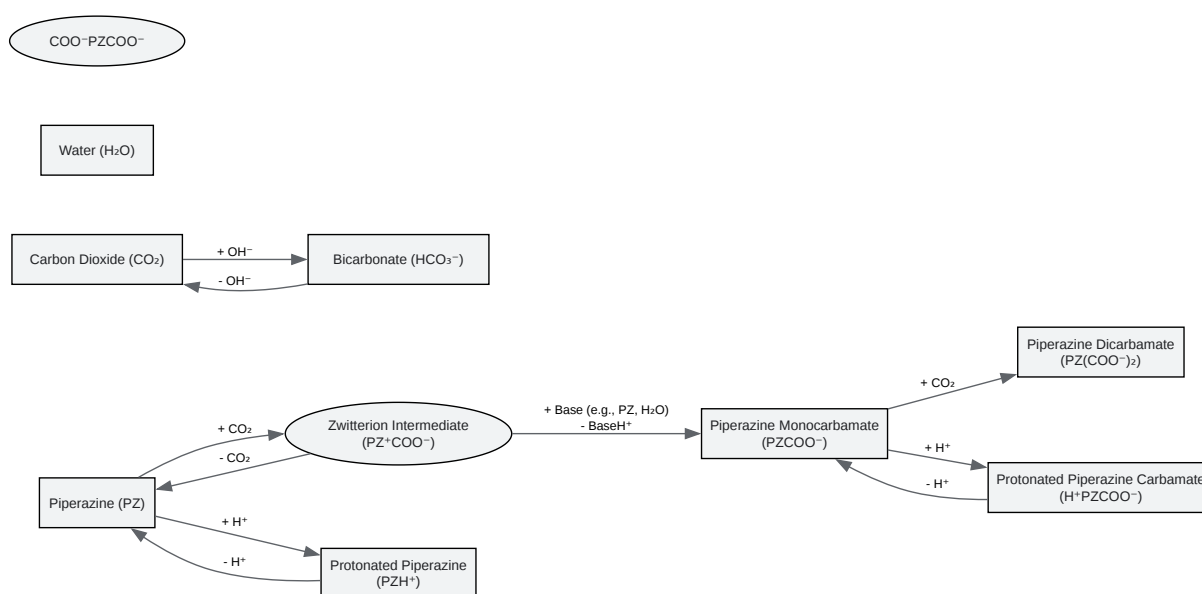 COO⁻PZCOO⁻
Water (H₂O)
Carbon Dioxide (CO₂)
+ OH⁻
- OH⁻
Bicarbonate (HCO₃⁻)
Piperazine Dicarbamate
(PZ(COO⁻)₂)
+ CO₂
Zwitterion Intermediate
(PZ⁺COO⁻)
+ Base (e.g., PZ, H₂O)
- BaseH⁺
Piperazine Monocarbamate
(PZCOO⁻)
+ CO₂
- CO₂
+ H⁺
- H⁺
Protonated Piperazine Carbamate
(H⁺PZCOO⁻)
Piperazine (PZ)
+ H⁺
- H⁺
Protonated Piperazine
(PZH⁺)